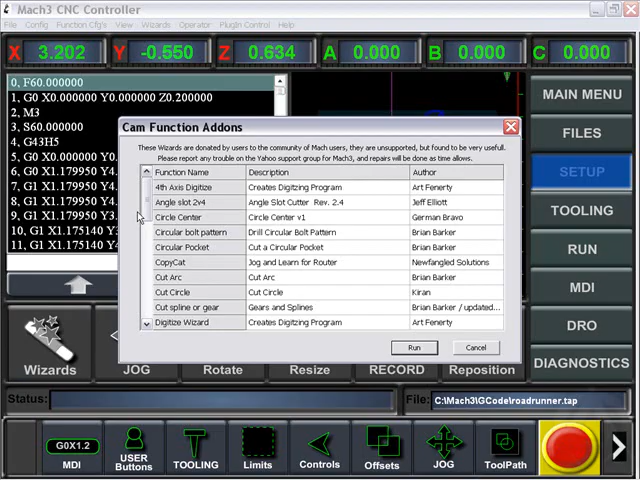 Mach3 CNC Controller
File Config Function Cfg's View Wizards Operator PlugIn Control Help
X 3.202 Y -0.550 Z 0.634 A 0.000 B 0.000 C 0.000
0, F60.000000
1, G0 X0.000000 Y0.000000 Z0.200000
2, M3
3, S60.000000
4, G43H5
5, G0 X1.179950 Y4.
6, G0 X1.179950 Y4.
7, G1 X1.179950 Y4.
8, G1 X1.179950 Y4.
9, G1 X1.179950 Y4.
10, G1 X1.175140 Y3
11, G1 X1.175140 Y3
MAIN MENU
FILES
SETUP
TOOLING
RUN
MDI
DRO
DIAGNOSTICS
Cam Function Addons
These Wizards are donated by users to the community of Mach users, they are unsupported, but found to be very usefull.
Please report any trouble on the Yahoo support group for Mach3, and repairs will be done as time allows.
Function Name Description Author
4th Axis Digitize Creates Digitzing Program Art Fenerty
Angle slot 2v4 Angle Slot Cutter Rev. 2.4 Jeff Elliott
Circle Center Circle Center v1 German Bravo
Circular bolt pattern Drill Circular Bolt Pattern Brian Barker
Circular Pocket Cut a Circular Pocket Brian Barker
CopyCat Jog and Learn for Router Newfangled Solutions
Cut Arc Cut Arc Brian Barker
Cut Circle Cut Circle Kiran
Cut spline or gear Gears and Splines Brian Barker / updated...
Digitize Wizard Creates Digitzing Program Art Fenerty
Run Cancel
Wizards JOG Rotate Resize RECORD Reposition
Status: File: C:\Mach3\GCode\roadrunner.tap
G0X1.2
MDI
USER
Buttons
TOOLING
Limits
Controls
Offsets
JOG
ToolPath